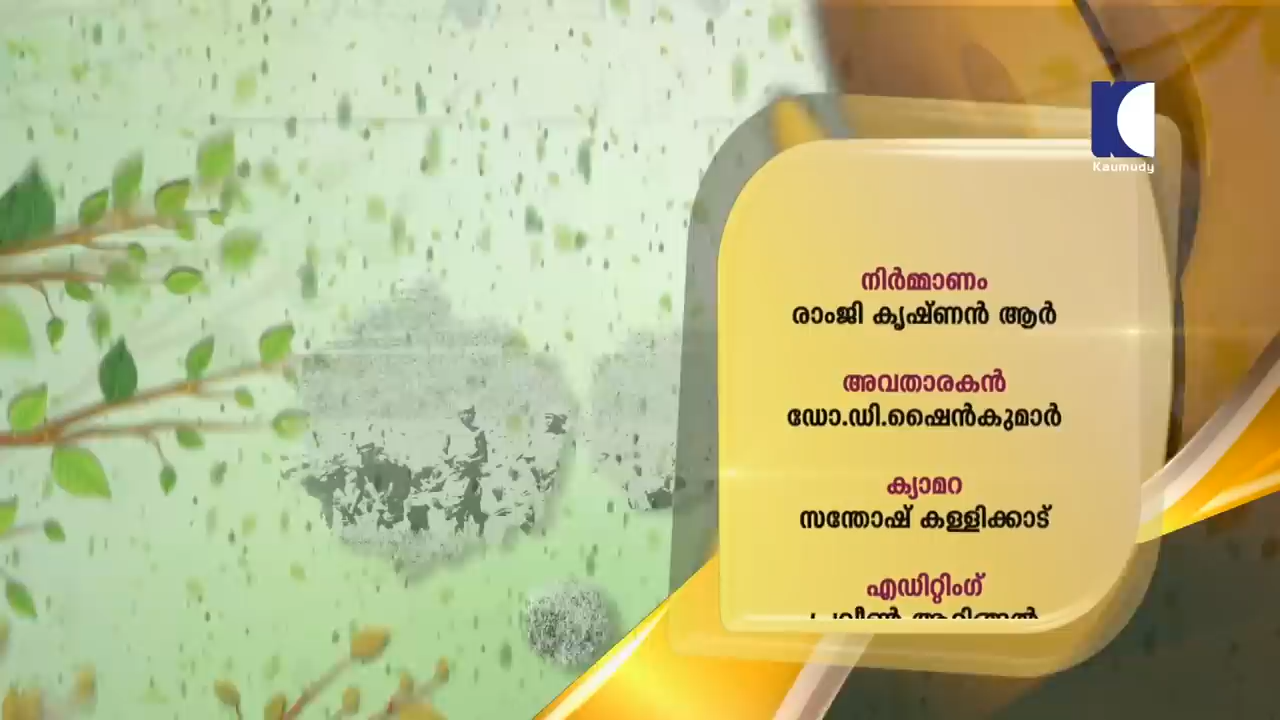 Kaumudy
നിർമ്മാണം
രാംജി കൃഷ്ണൻ ആർ
അവതാരകൻ
ഡോ.ഡി.ഷൈൻകുമാർ
ക്യാമറ
സന്തോഷ് കള്ളിക്കാട്
എഡിറ്റിംഗ്